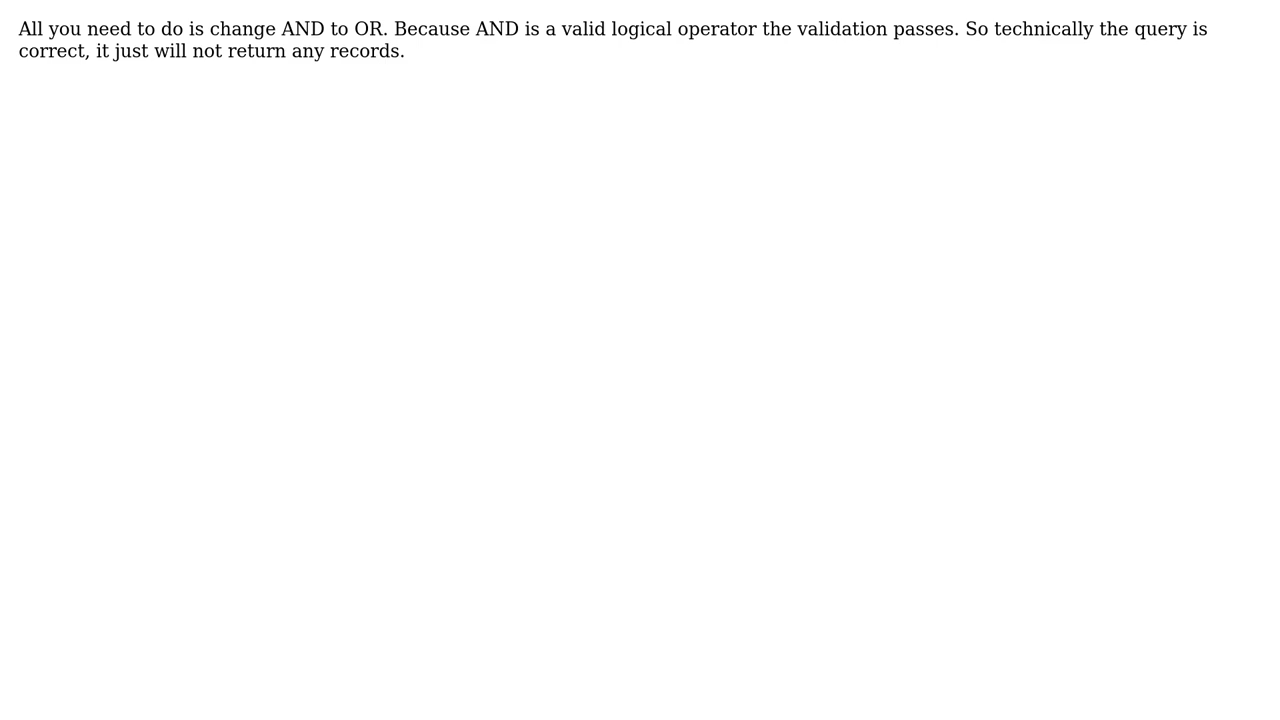 All you need to do is change AND to OR. Because AND is a valid logical operator the validation passes. So technically the query is
correct, it just will not return any records.